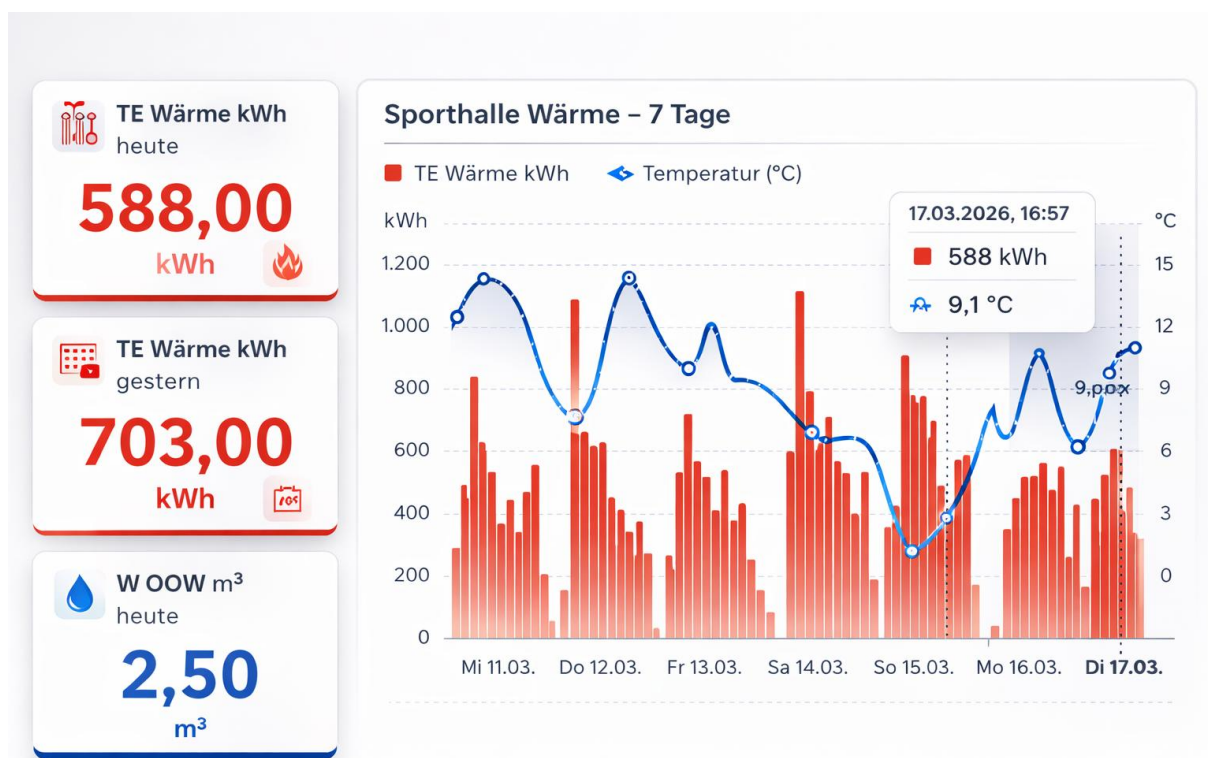 TE Wärme kWh
heute
588,00
kWh
TE Wärme kWh
gestern
703,00
kWh
W OOW m³
heute
2,50
m³
Sporthalle Wärme – 7 Tage
TE Wärme kWh
Temperatur (°C)
kWh
°C
1.200
1.000
800
600
400
200
0
15
12
9
6
3
0
17.03.2026, 16:57
588 kWh
9,1 °C
Mi 11.03.
Do 12.03.
Fr 13.03.
Sa 14.03.
So 15.03.
Mo 16.03.
Di 17.03.